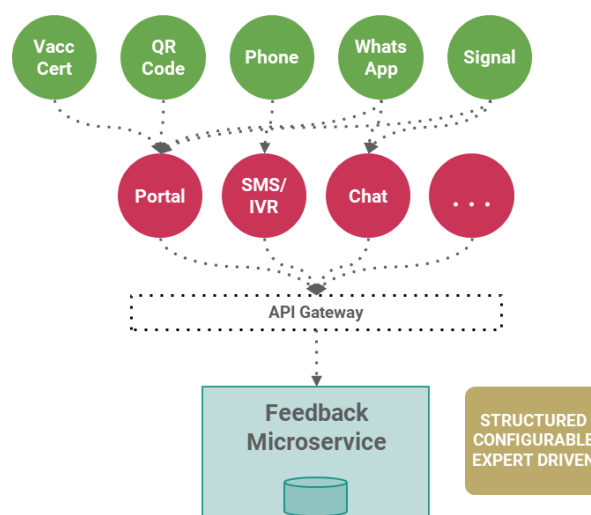 Vacc
Cert
QR
Code
Phone
Whats
App
Signal
Portal
SMS/
IVR
Chat
. . .
API Gateway
Feedback
Microservice
STRUCTURED
CONFIGURABLE
EXPERT DRIVEN